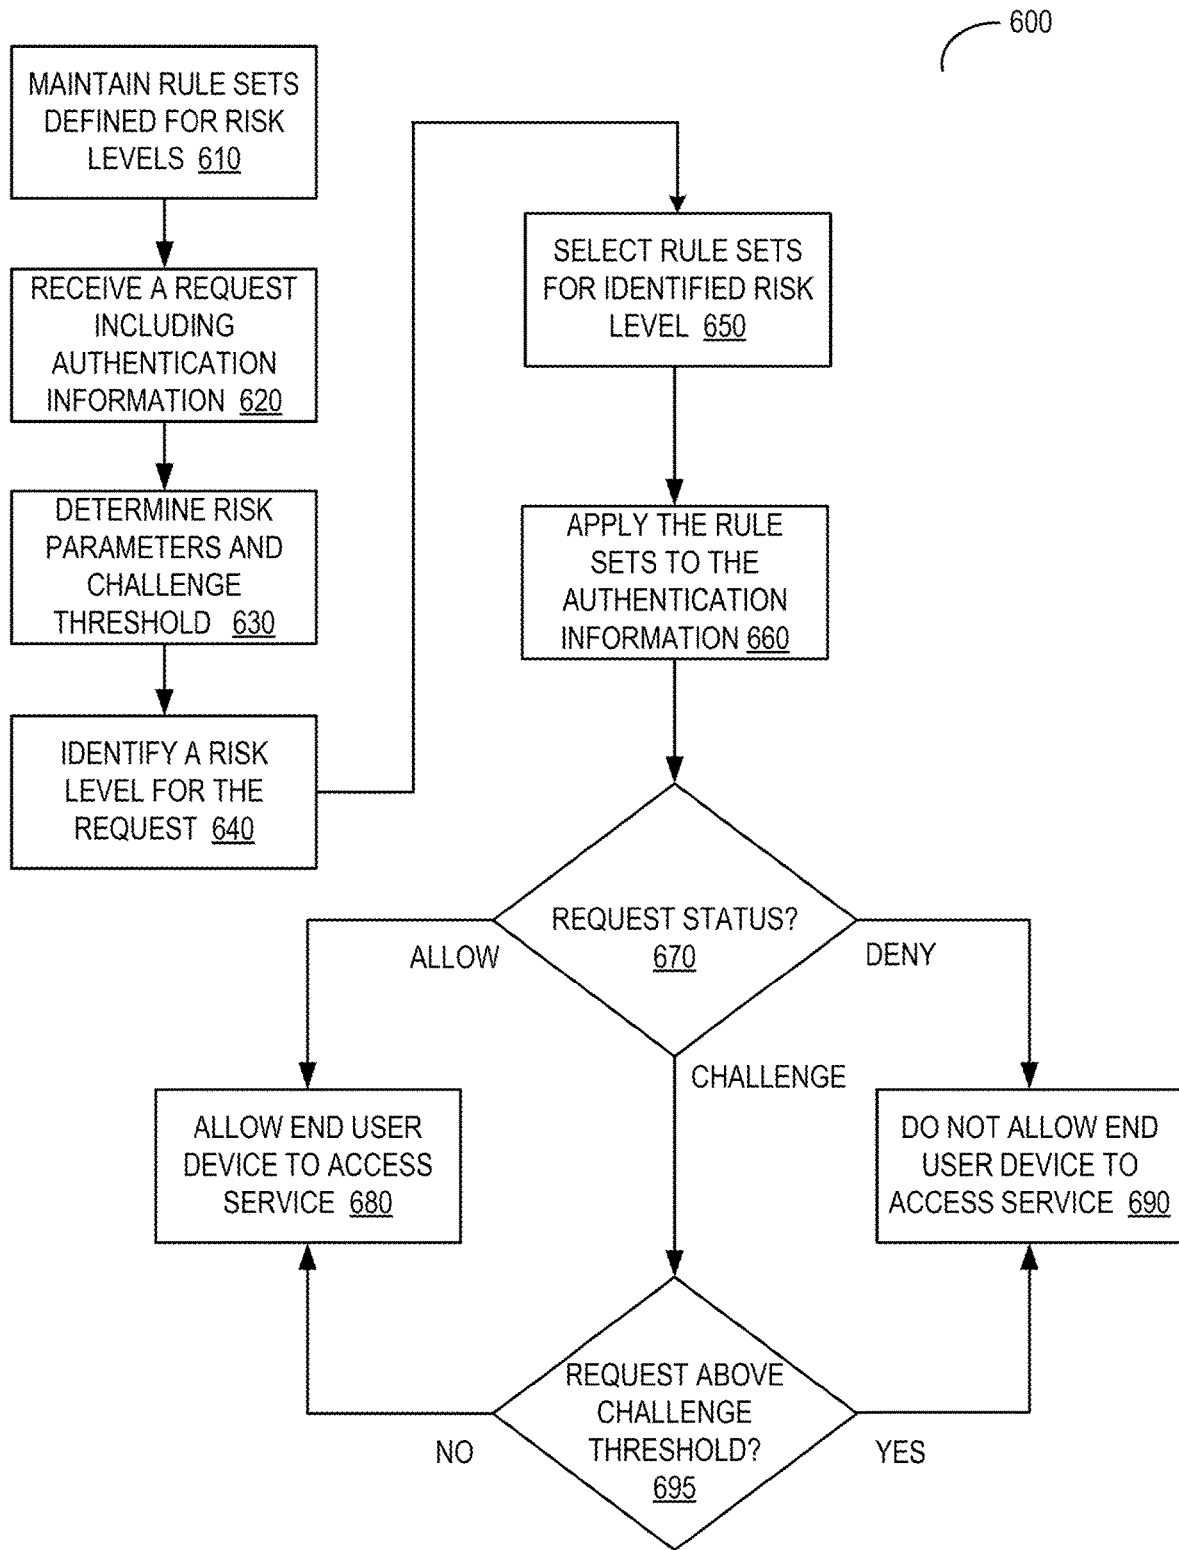 600
MAINTAIN RULE SETS
DEFINED FOR RISK
LEVELS 610
RECEIVE A REQUEST
INCLUDING
AUTHENTICATION
INFORMATION 620
DETERMINE RISK
PARAMETERS AND
CHALLENGE
THRESHOLD 630
IDENTIFY A RISK
LEVEL FOR THE
REQUEST 640
SELECT RULE SETS
FOR IDENTIFIED RISK
LEVEL 650
APPLY THE RULE
SETS TO THE
AUTHENTICATION
INFORMATION 660
REQUEST STATUS?
670
ALLOW
DENY
CHALLENGE
ALLOW END USER
DEVICE TO ACCESS
SERVICE 680
DO NOT ALLOW END
USER DEVICE TO
ACCESS SERVICE 690
REQUEST ABOVE
CHALLENGE
THRESHOLD?
695
NO
YES